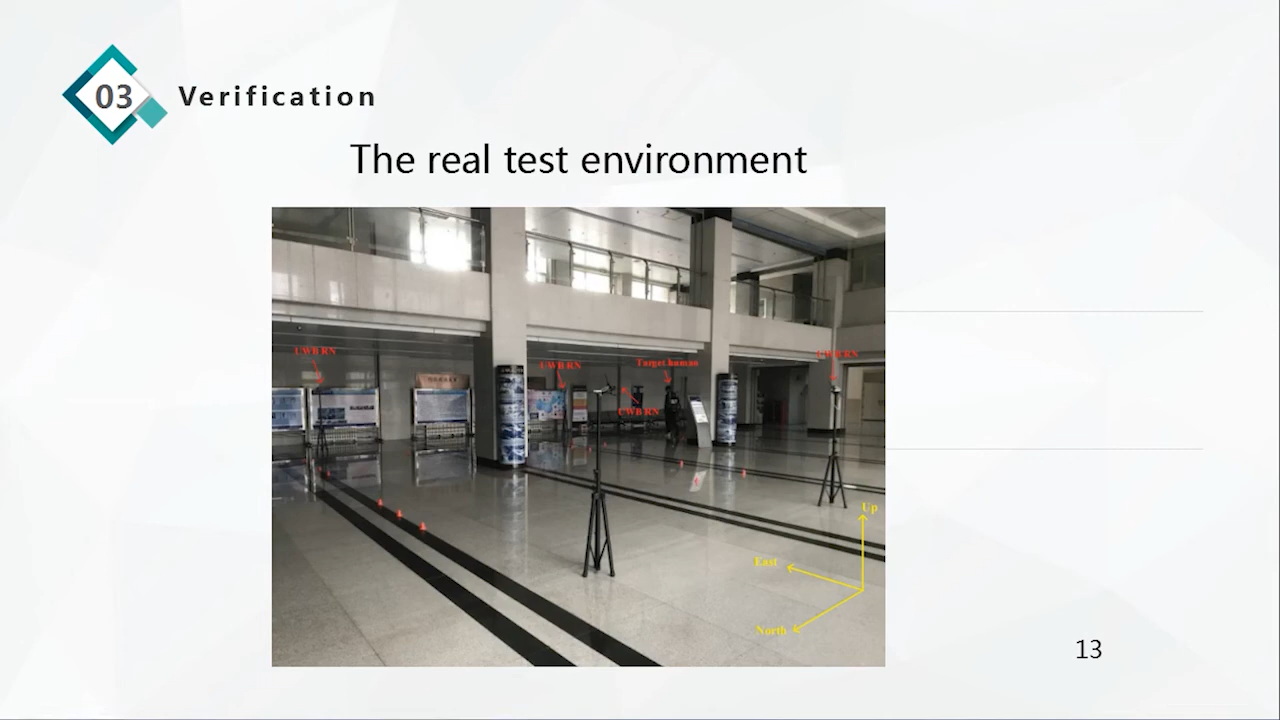 03
Verification
The real test environment
UWB RN
UWB RN
Target human
UWB RN
UWB RN
Up
East
North
13